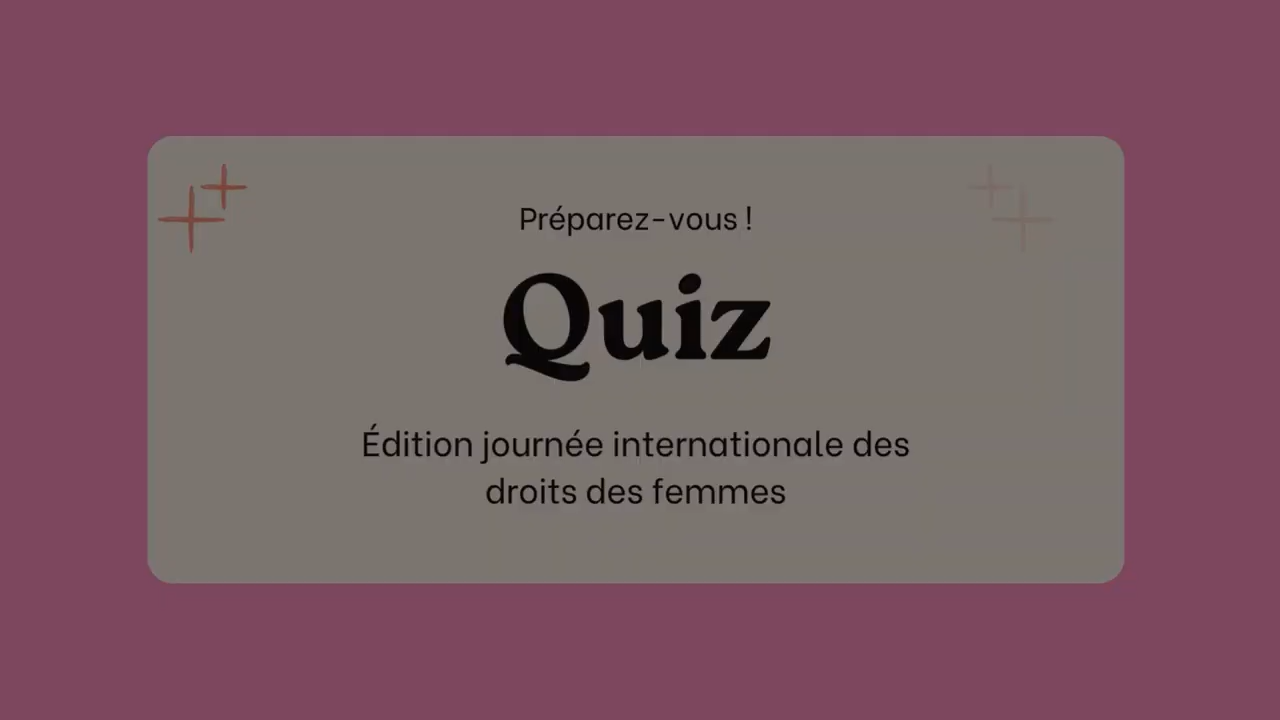 Préparez-vous !
Quiz
Édition journée internationale des
droits des femmes